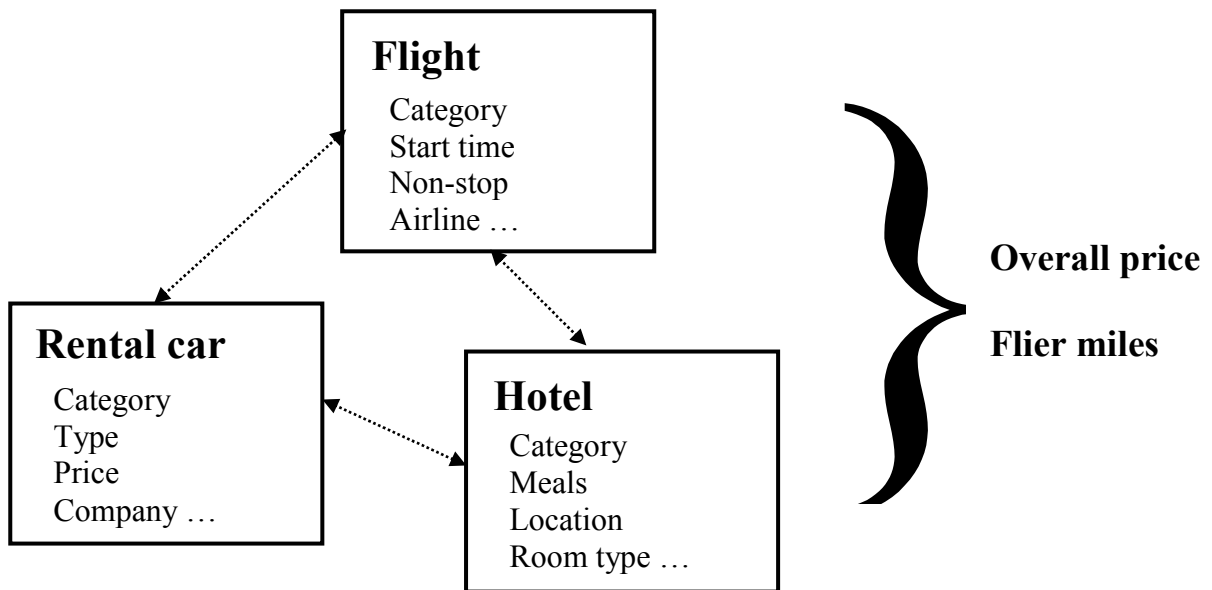 Flight
Category
Start time
Non-stop
Airline …
Rental car
Category
Type
Price
Company …
Hotel
Category
Meals
Location
Room type …
Overall price
Flier miles